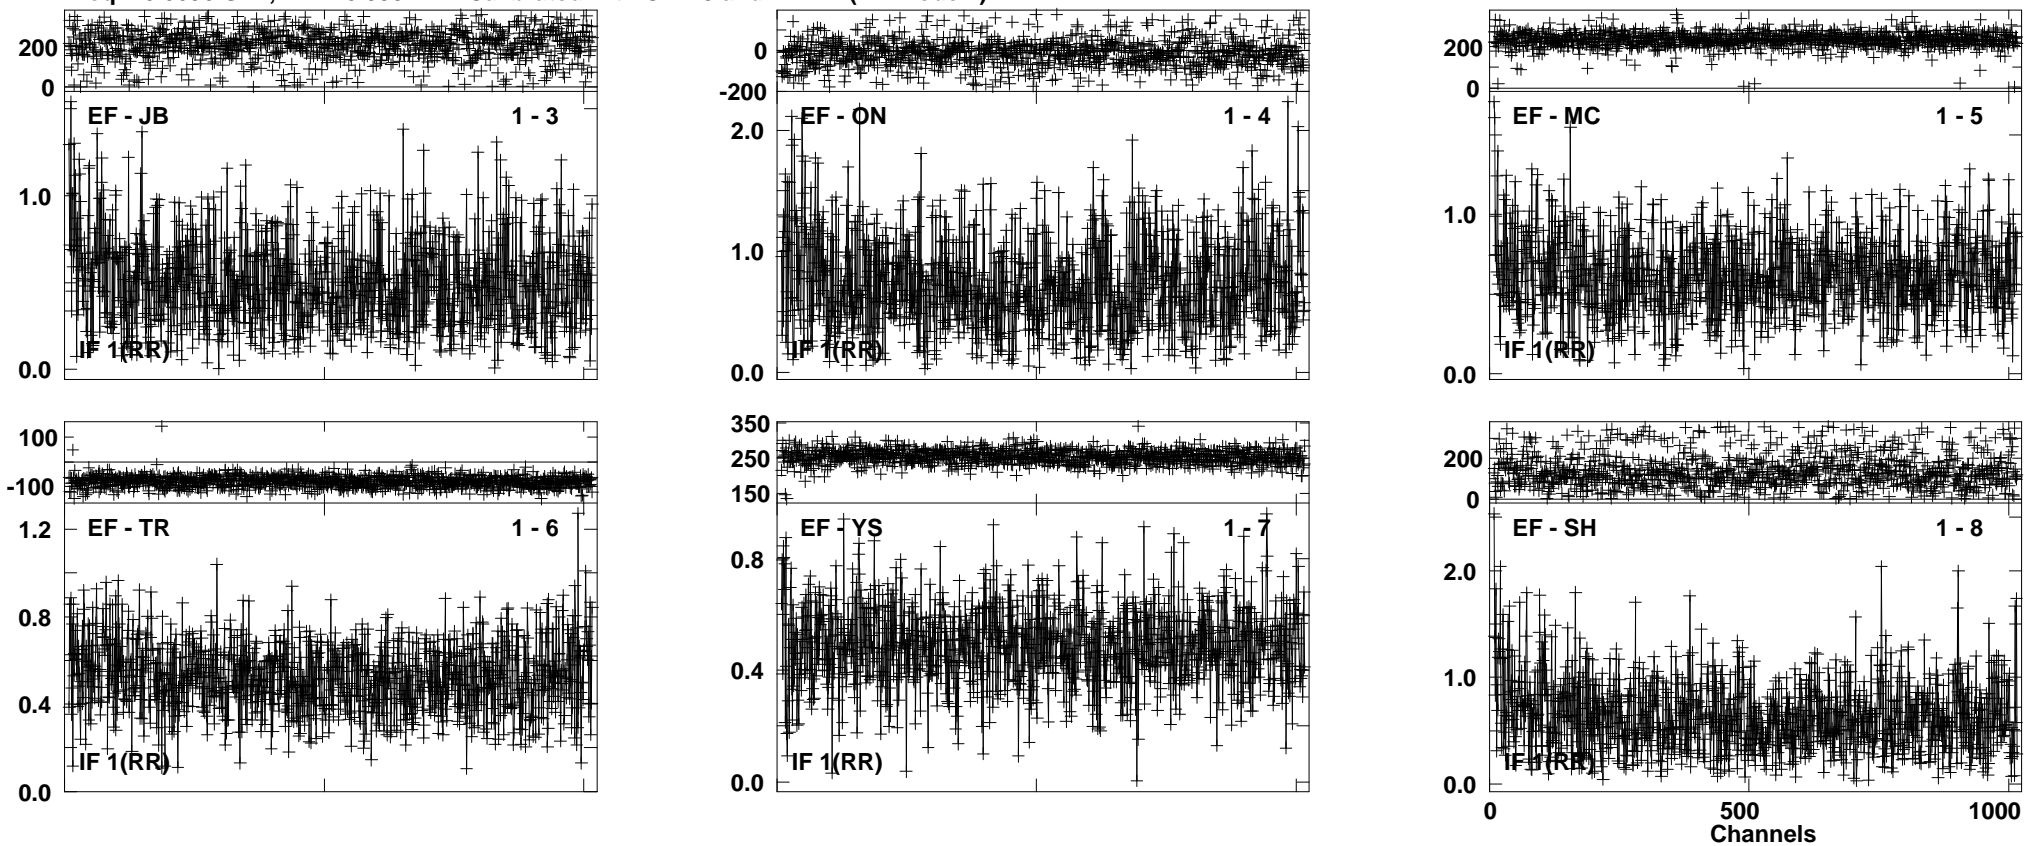 200
0
EF - JB
1 - 3
1.0
IF 1(RR)
0.0
0
-200
EF - ON
1 - 4
2.0
1.0
IF 1(RR)
0.0
200
0
EF - MC
1 - 5
1.0
IF 1(RR)
0.0
100
-100
EF - TR
1 - 6
1.2
0.8
0.4
IF 1(RR)
0.0
350
250
150
EF - YS
1 - 7
0.8
0.4
IF 1(RR)
0.0
200
0
EF - SH
1 - 8
2.0
1.0
IF 1(RR)
0.0
0
500
1000
Channels